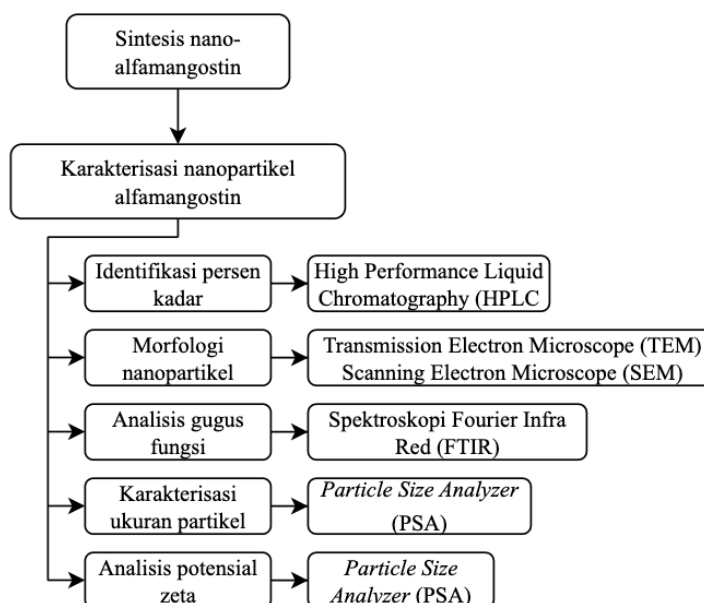 Sintesis nano-
alfamangostin
Karakterisasi nanopartikel
alfamangostin
Identifikasi persen
kadar
High Performance Liquid
Chromatography (HPLC
Morfologi
nanopartikel
Transmission Electron Microscope (TEM)
Scanning Electron Microscope (SEM)
Analisis gugus
fungsi
Spektroskopi Fourier Infra
Red (FTIR)
Karakterisasi
ukuran partikel
Particle Size Analyzer
(PSA)
Analisis potensial
zeta
Particle Size
Analyzer (PSA)